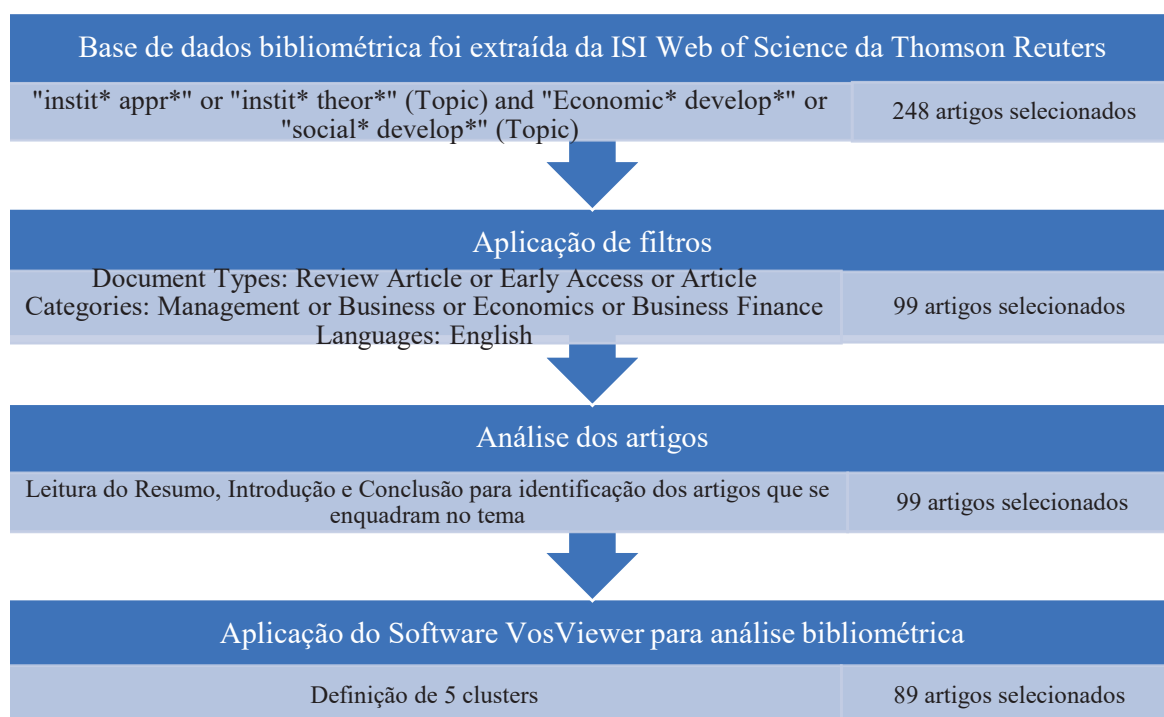 Base de dados bibliométrica foi extraída da ISI Web of Science da Thomson Reuters
"instit* appr*" or "instit* theor*" (Topic) and "Economic* develop*" or
"social* develop*" (Topic)
248 artigos selecionados
Aplicação de filtros
Document Types: Review Article or Early Access or Article
Categories: Management or Business or Economics or Business Finance
Languages: English
99 artigos selecionados
Análise dos artigos
Leitura do Resumo, Introdução e Conclusão para identificação dos artigos que se
enquadram no tema
99 artigos selecionados
Aplicação do Software VosViewer para análise bibliométrica
Definição de 5 clusters
89 artigos selecionados